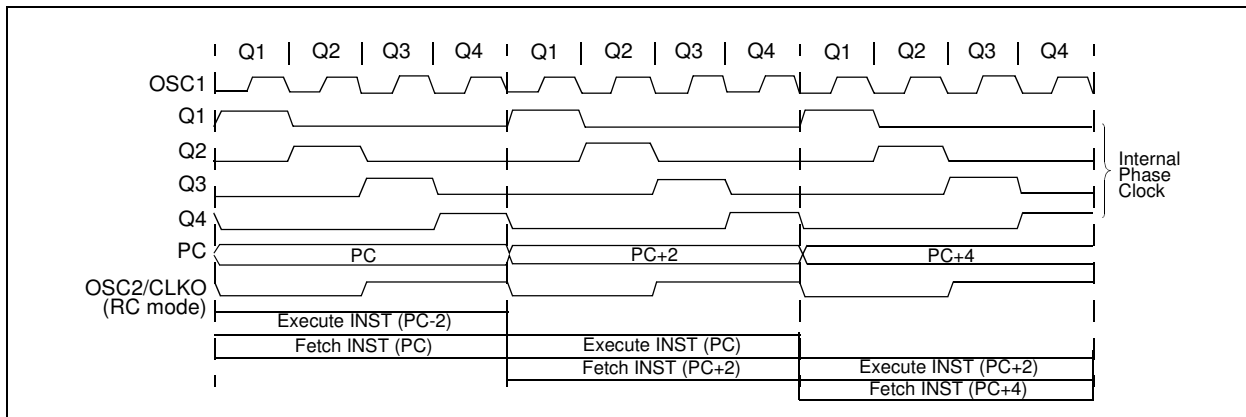 Q1 Q2 Q3 Q4 Q1 Q2 Q3 Q4 Q1 Q2 Q3 Q4
OSC1
Q1
Q2
Q3
Q4
Internal
Phase
Clock
PC PC PC+2 PC+4
OSC2/CLKO
(RC mode)
Execute INST (PC-2)
Fetch INST (PC) Execute INST (PC)
Fetch INST (PC+2) Execute INST (PC+2)
Fetch INST (PC+4)